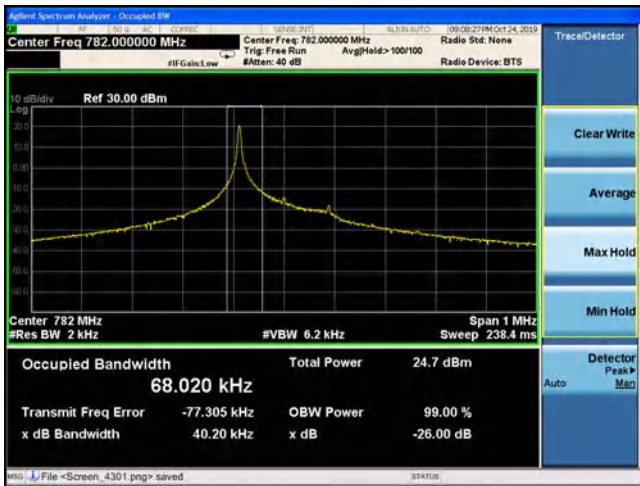 Agilent Spectrum Analyzer - Occupied BW
RF 50 Ω AC CORREC SENSE:INT ALIGN AUTO 09:08:27 PM Oct 24, 2019
Center Freq 782.000000 MHz Center Freq: 782.000000 MHz Radio Std: None Trace/Detector
Trig: Free Run Avg|Hold:> 100/100
#IFGain:Low #Atten: 40 dB Radio Device: BTS
10 dB/div Ref 30.00 dBm
Log
20.0
10.0
0.00
Clear Write
Average
Max Hold
Min Hold
Center 782 MHz Span 1 MHz
#Res BW 2 kHz #VBW 6.2 kHz Sweep 238.4 ms
Occupied Bandwidth Total Power 24.7 dBm
68.020 kHz
Detector
Peak▶
Auto Man
Transmit Freq Error -77.305 kHz OBW Power 99.00 %
x dB Bandwidth 40.20 kHz x dB -26.00 dB
MSG File <Screen_4301.png> saved STATUS